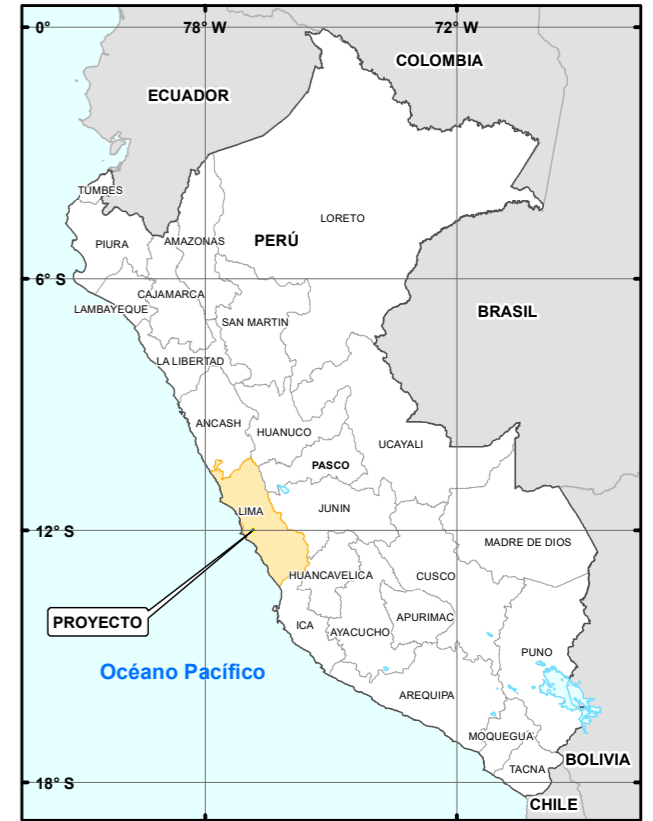 78° W
72° W
0°
COLOMBIA
ECUADOR
TUMBES
LORETO
PIURA
AMAZONAS
PERÚ
6° S
CAJAMARCA
LAMBAYEQUE
BRASIL
SAN MARTIN
LA LIBERTAD
ANCASH
HUANUCO
UCAYALI
PASCO
LIMA
JUNIN
12° S
MADRE DE DIOS
HUANCAVELICA
CUSCO
PROYECTO
APURIMAC
ICA
AYACUCHO
PUNO
Océano Pacífico
AREQUIPA
MOQUEGUA
BOLIVIA
TACNA
18° S
CHILE